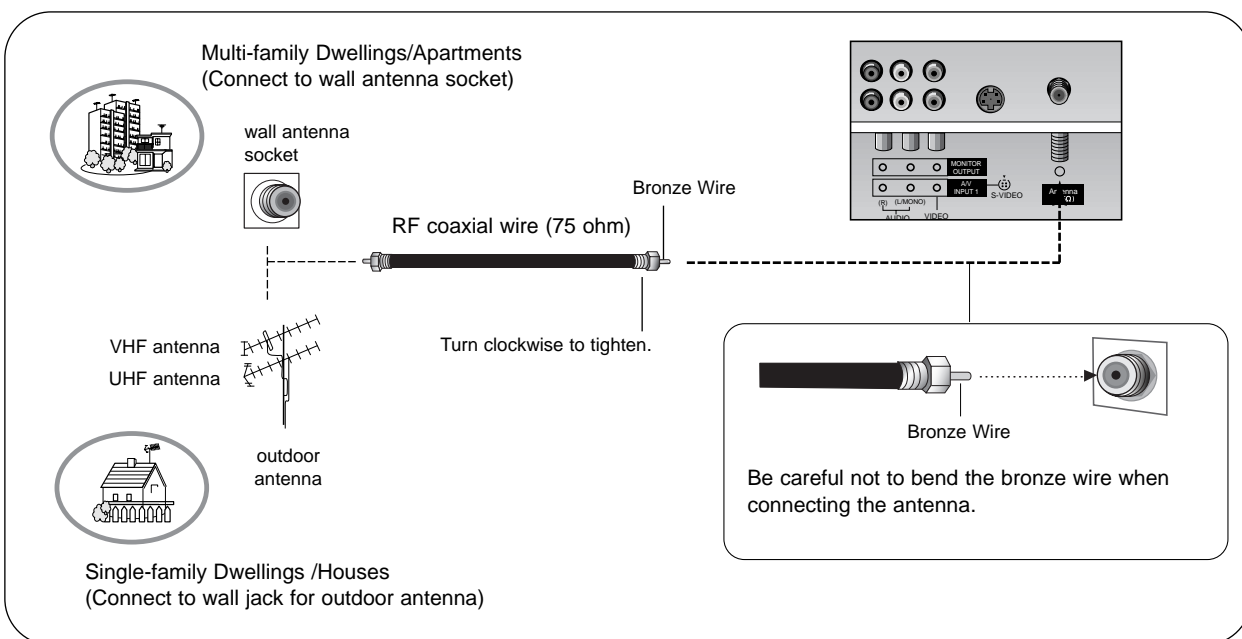 Multi-family Dwellings/Apartments
(Connect to wall antenna socket)
wall antenna
socket
RF coaxial wire (75 ohm)
Bronze Wire
Turn clockwise to tighten.
MONITOR
OUTPUT
A/V
INPUT 1
S-VIDEO
(R) (L/MONO) VIDEO
AUDIO
VHF antenna
UHF antenna
outdoor
antenna
Single-family Dwellings /Houses
(Connect to wall jack for outdoor antenna)
Bronze Wire
Be careful not to bend the bronze wire when
connecting the antenna.